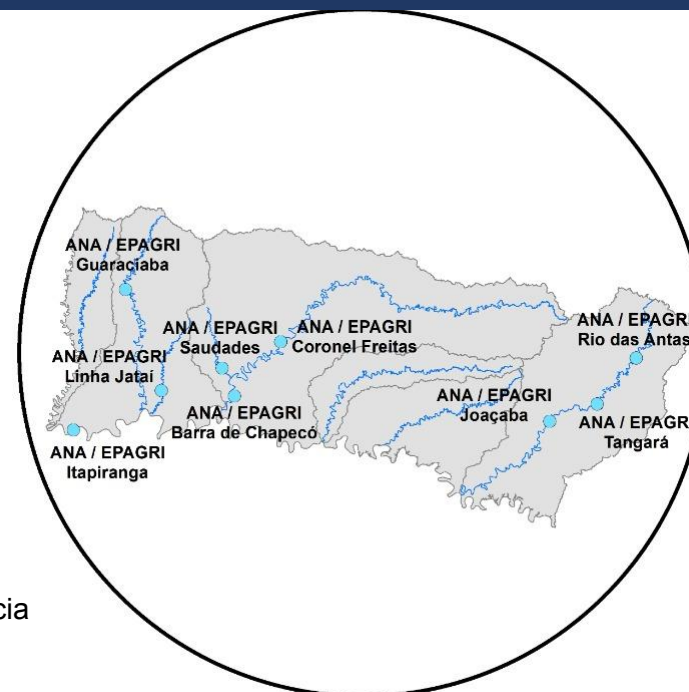 ANA / EPAGRI
Guaraciaba
ANA / EPAGRI
Saudades
ANA / EPAGRI
Coronel Freitas
ANA / EPAGRI
Rio das Antas
ANA / EPAGRI
Linha Jataí
ANA / EPAGRI
Barra de Chapecó
ANA / EPAGRI
Joaçaba
ANA / EPAGRI
Tangará
ANA / EPAGRI
Itapiranga
cia